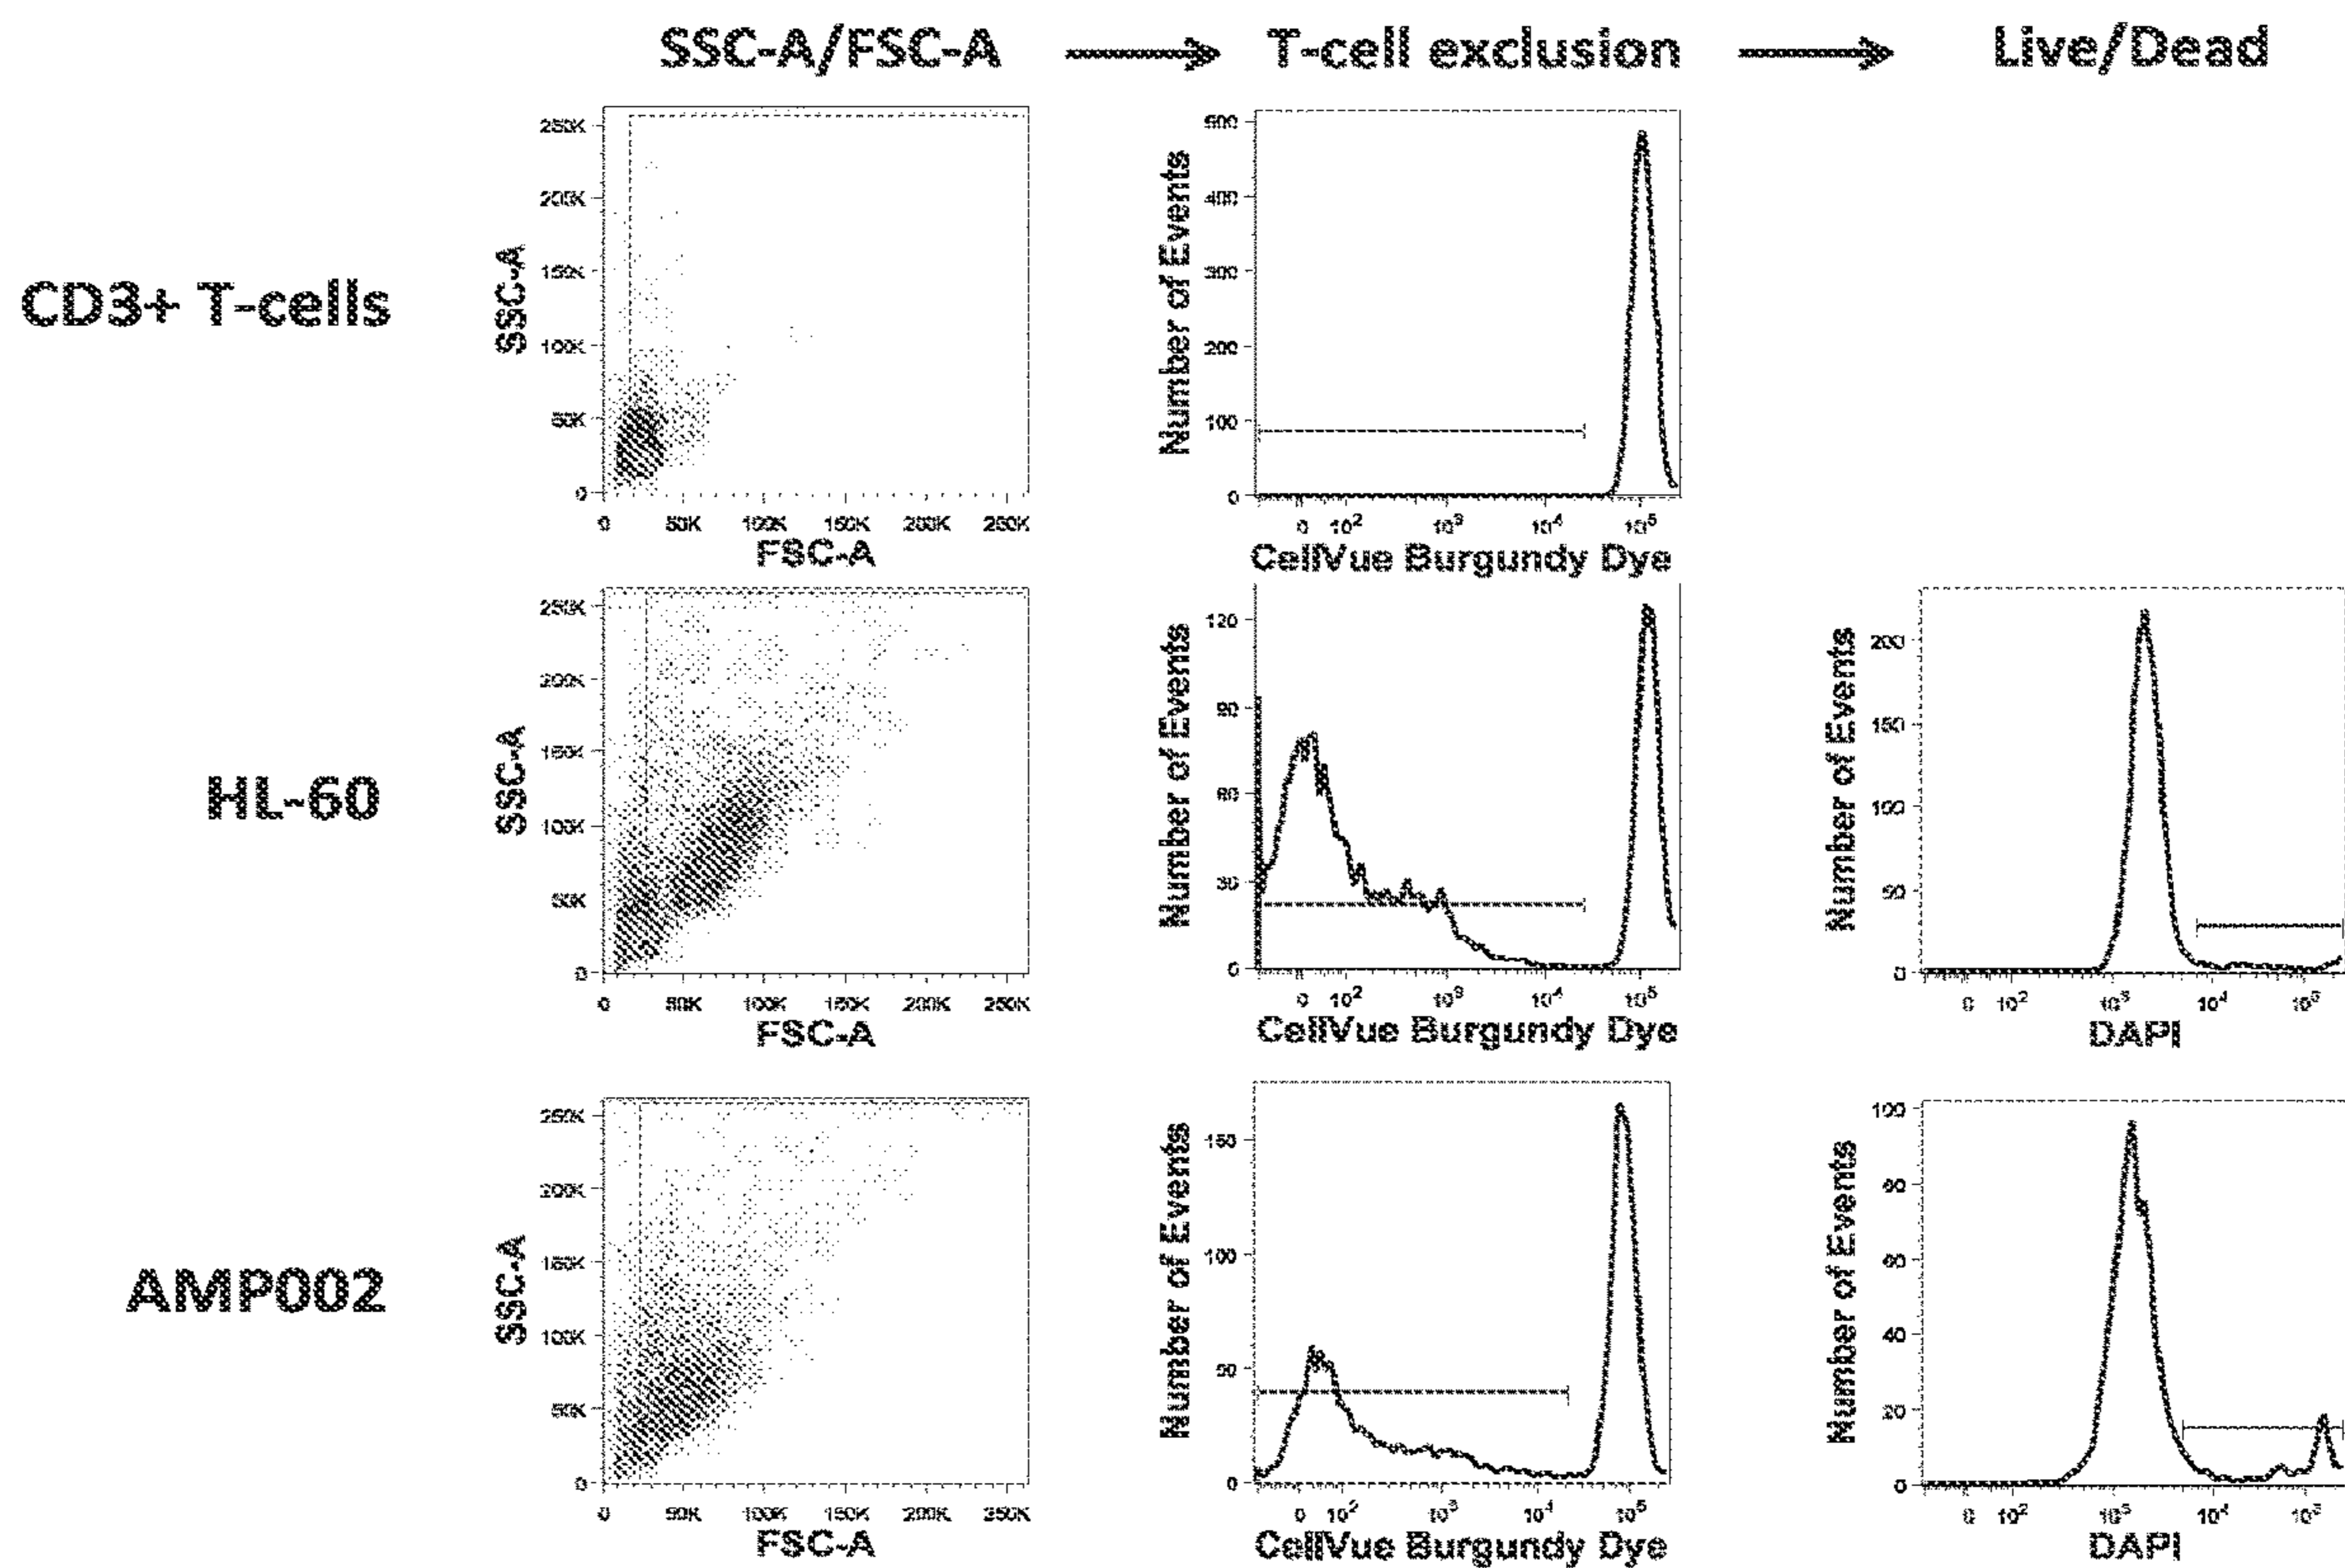 SSC-A/FSC-A → T-cell exclusion → Live/Dead
CD3+ T-cells
SSC-A
250K
200K
150K
100K
50K
0
0 50K 100K 150K 200K 250K
FSC-A
Number of Events
500
400
300
200
100
0
0 10² 10³ 10⁴ 10⁵
CellVue Burgundy Dye
HL-60
SSC-A
250K
200K
150K
100K
50K
0
0 50K 100K 150K 200K 250K
FSC-A
Number of Events
120
90
60
30
0
0 10² 10³ 10⁴ 10⁵
CellVue Burgundy Dye
Number of Events
200
150
100
50
0
0 10² 10³ 10⁴ 10⁵
DAPI
AMP002
SSC-A
250K
200K
150K
100K
50K
0
0 50K 100K 150K 200K 250K
FSC-A
Number of Events
150
100
50
0
0 10² 10³ 10⁴ 10⁵
CellVue Burgundy Dye
Number of Events
100
80
60
40
20
0
0 10² 10³ 10⁴ 10⁵
DAPI